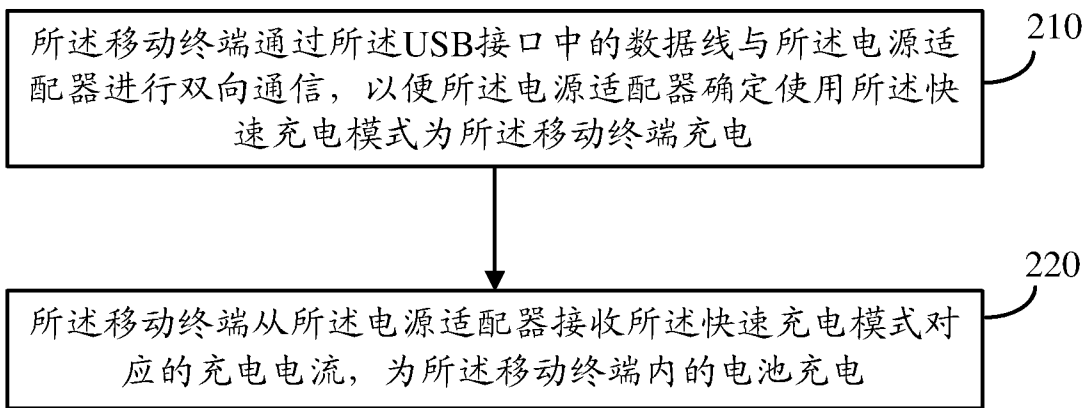 所述移动终端通过所述USB接口中的数据线与所述电源适
配器进行双向通信，以便所述电源适配器确定使用所述快
速充电模式为所述移动终端充电
210
所述移动终端从所述电源适配器接收所述快速充电模式对
应的充电电流，为所述移动终端内的电池充电
220